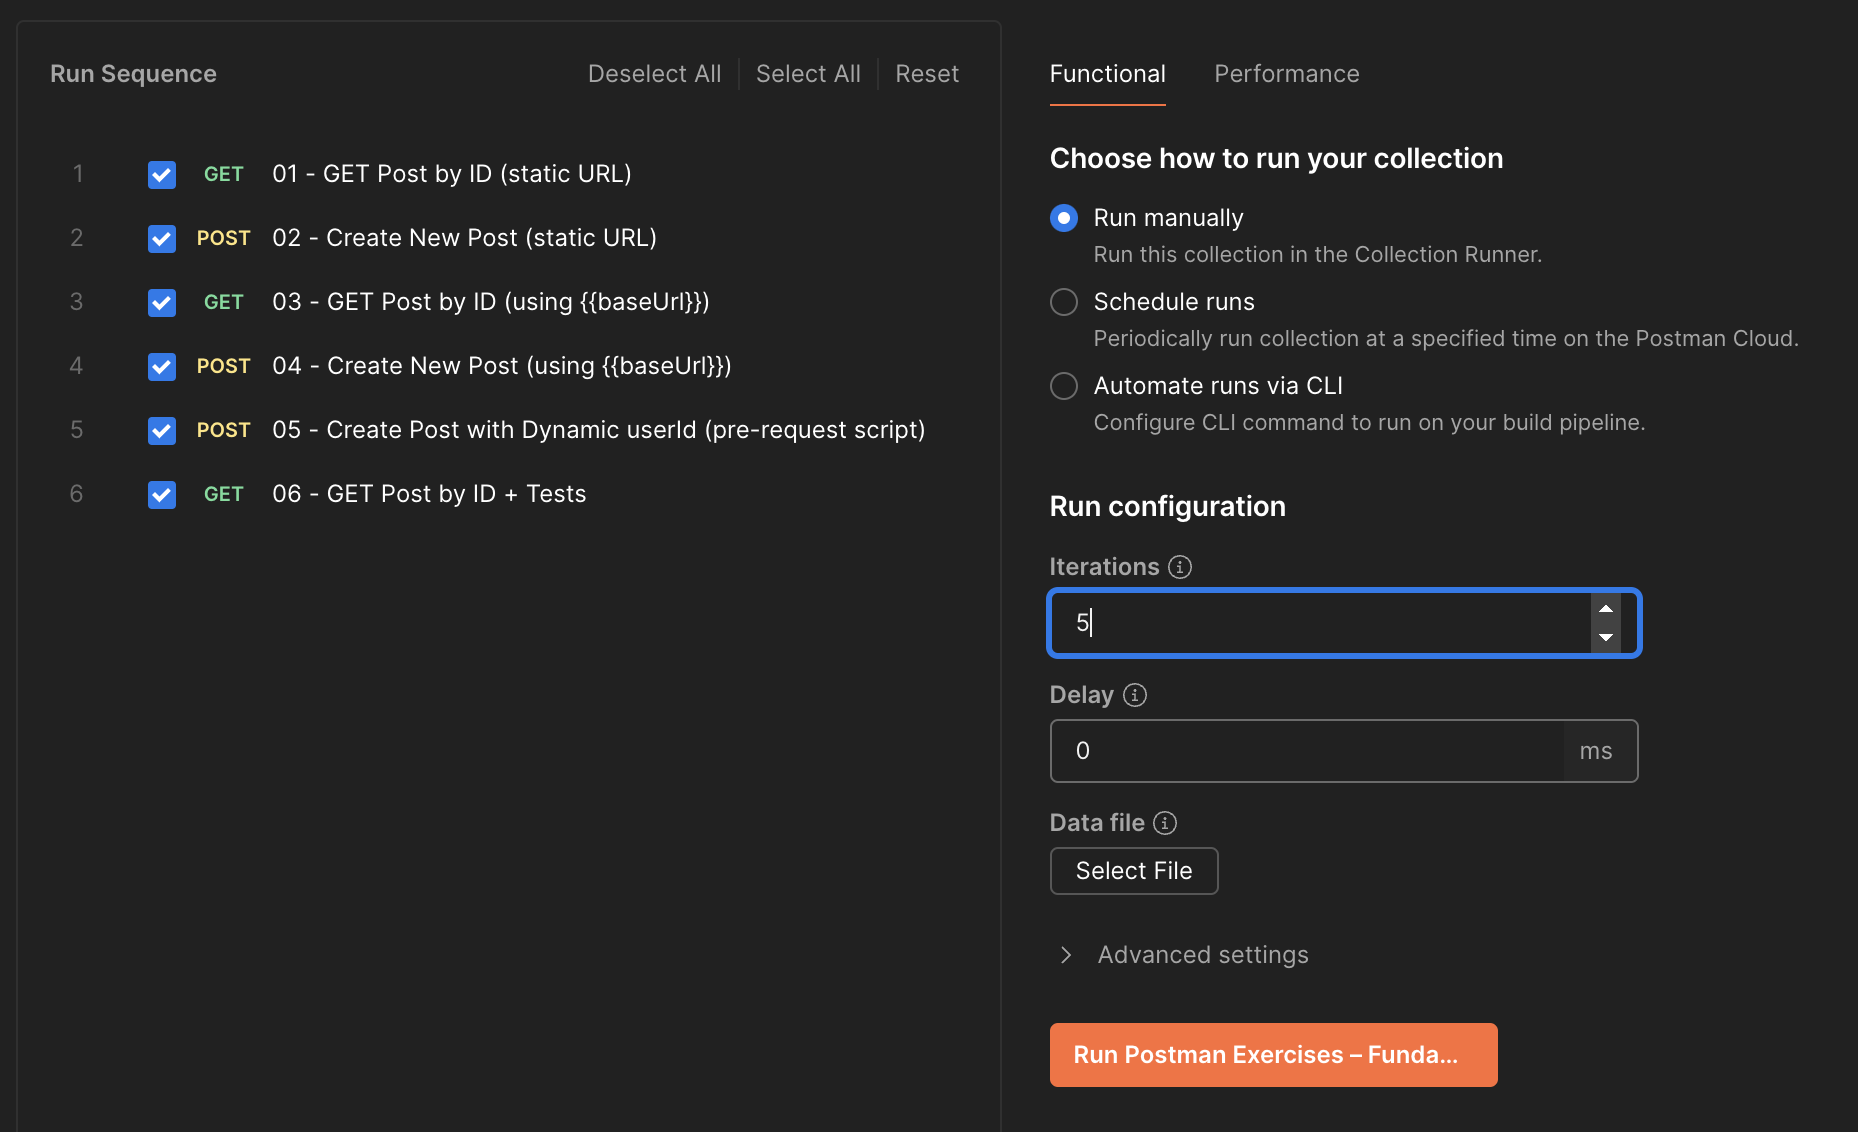 Run Sequence
Deselect All
Select All
Reset
1 GET 01 - GET Post by ID (static URL)
2 POST 02 - Create New Post (static URL)
3 GET 03 - GET Post by ID (using {{baseUrl}})
4 POST 04 - Create New Post (using {{baseUrl}})
5 POST 05 - Create Post with Dynamic userId (pre-request script)
6 GET 06 - GET Post by ID + Tests
Functional
Performance
Choose how to run your collection
Run manually
Run this collection in the Collection Runner.
Schedule runs
Periodically run collection at a specified time on the Postman Cloud.
Automate runs via CLI
Configure CLI command to run on your build pipeline.
Run configuration
Iterations
5
Delay
0 ms
Data file
Select File
Advanced settings
Run Postman Exercises – Funda...